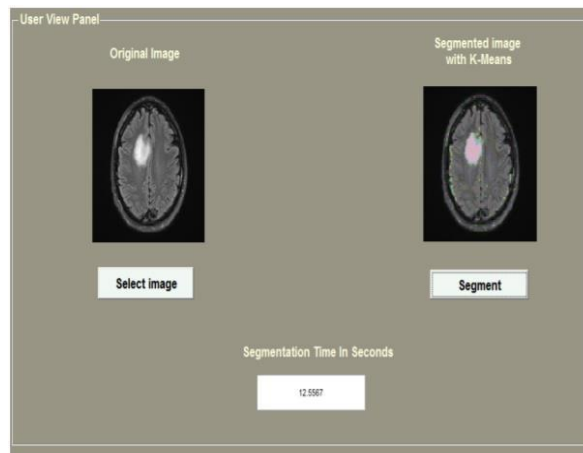 User View Panel
Original Image
Segmented image
with K-Means
Select image
Segment
Segmentation Time In Seconds
12.5567